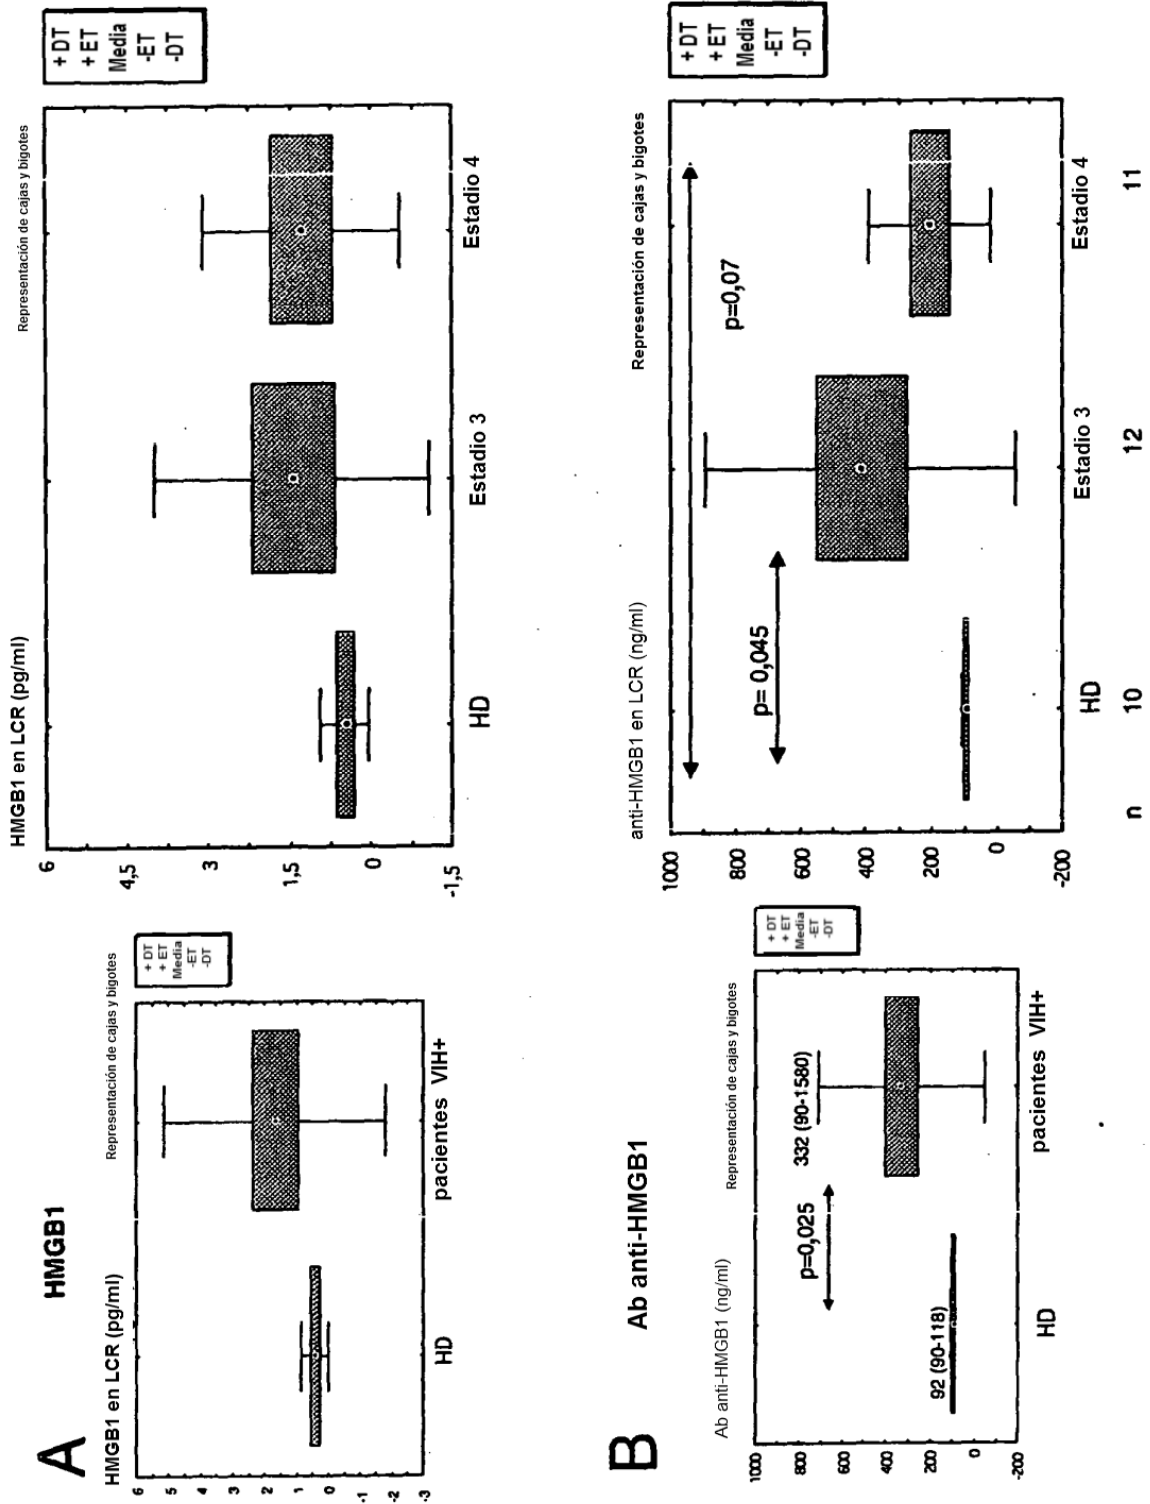 A
HMGB1
HMGB1 en LCR (pg/ml)
Representación de cajas y bigotes
+ DT
+ ET
Media
-ET
-DT
6
5
4
3
2
1
0
-1
-2
-3
HD
pacientes VIH+
HMGB1 en LCR (pg/ml)
Representación de cajas y bigotes
+ DT
+ ET
Media
-ET
-DT
6
4,5
3
1,5
0
-1,5
HD
Estadio 3
Estadio 4
B
Ab anti-HMGB1
Ab anti-HMGB1 (ng/ml)
Representación de cajas y bigotes
+ DT
+ ET
Media
-ET
-DT
1000
800
600
400
200
0
-200
p=0,025
332 (90-1580)
92 (90-118)
HD
pacientes VIH+
anti-HMGB1 en LCR (ng/ml)
Representación de cajas y bigotes
+ DT
+ ET
Media
-ET
-DT
1000
800
600
400
200
0
-200
p=0,07
p= 0,045
HD
Estadio 3
Estadio 4
n
10
12
11